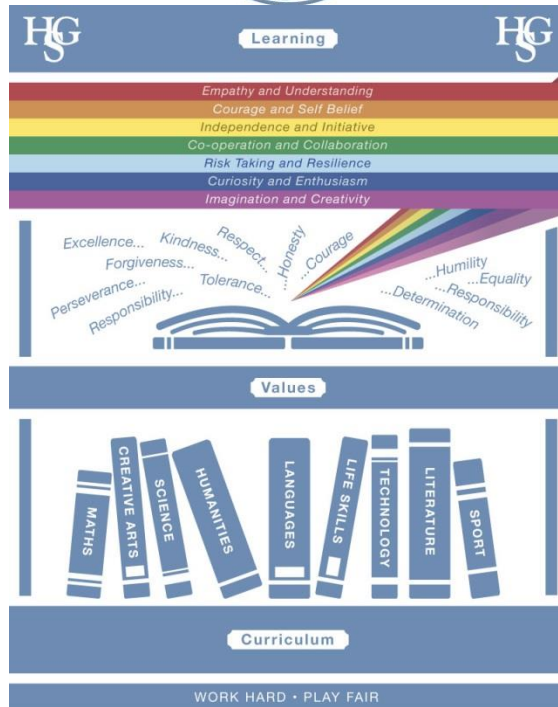 HSG
Learning
HSG
Empathy and Understanding
Courage and Self Belief
Independence and Initiative
Co-operation and Collaboration
Risk Taking and Resilience
Curiosity and Enthusiasm
Imagination and Creativity
Excellence...
Kindness...
Respect...
...Honesty
...Courage
Forgiveness...
Tolerance...
Perseverance...
Responsibility...
...Humility
...Equality
...Responsibility
...Determination
Values
MATHS
CREATIVE ARTS
SCIENCE
HUMANITIES
LANGUAGES
LIFE SKILLS
TECHNOLOGY
LITERATURE
SPORT
Curriculum
WORK HARD • PLAY FAIR